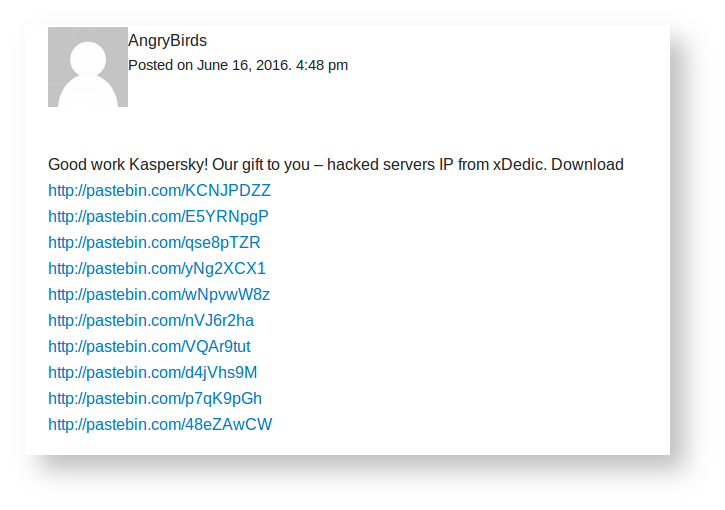 AngryBirds
Posted on June 16, 2016. 4:48 pm
Good work Kaspersky! Our gift to you – hacked servers IP from xDedic. Download
http://pastebin.com/KCNJPDZZ
http://pastebin.com/E5YRNpgP
http://pastebin.com/qse8pTZR
http://pastebin.com/yNg2XCX1
http://pastebin.com/wNpvwW8z
http://pastebin.com/nVJ6r2ha
http://pastebin.com/VQAr9tut
http://pastebin.com/d4jVhs9M
http://pastebin.com/p7qK9pGh
http://pastebin.com/48eZAwCW